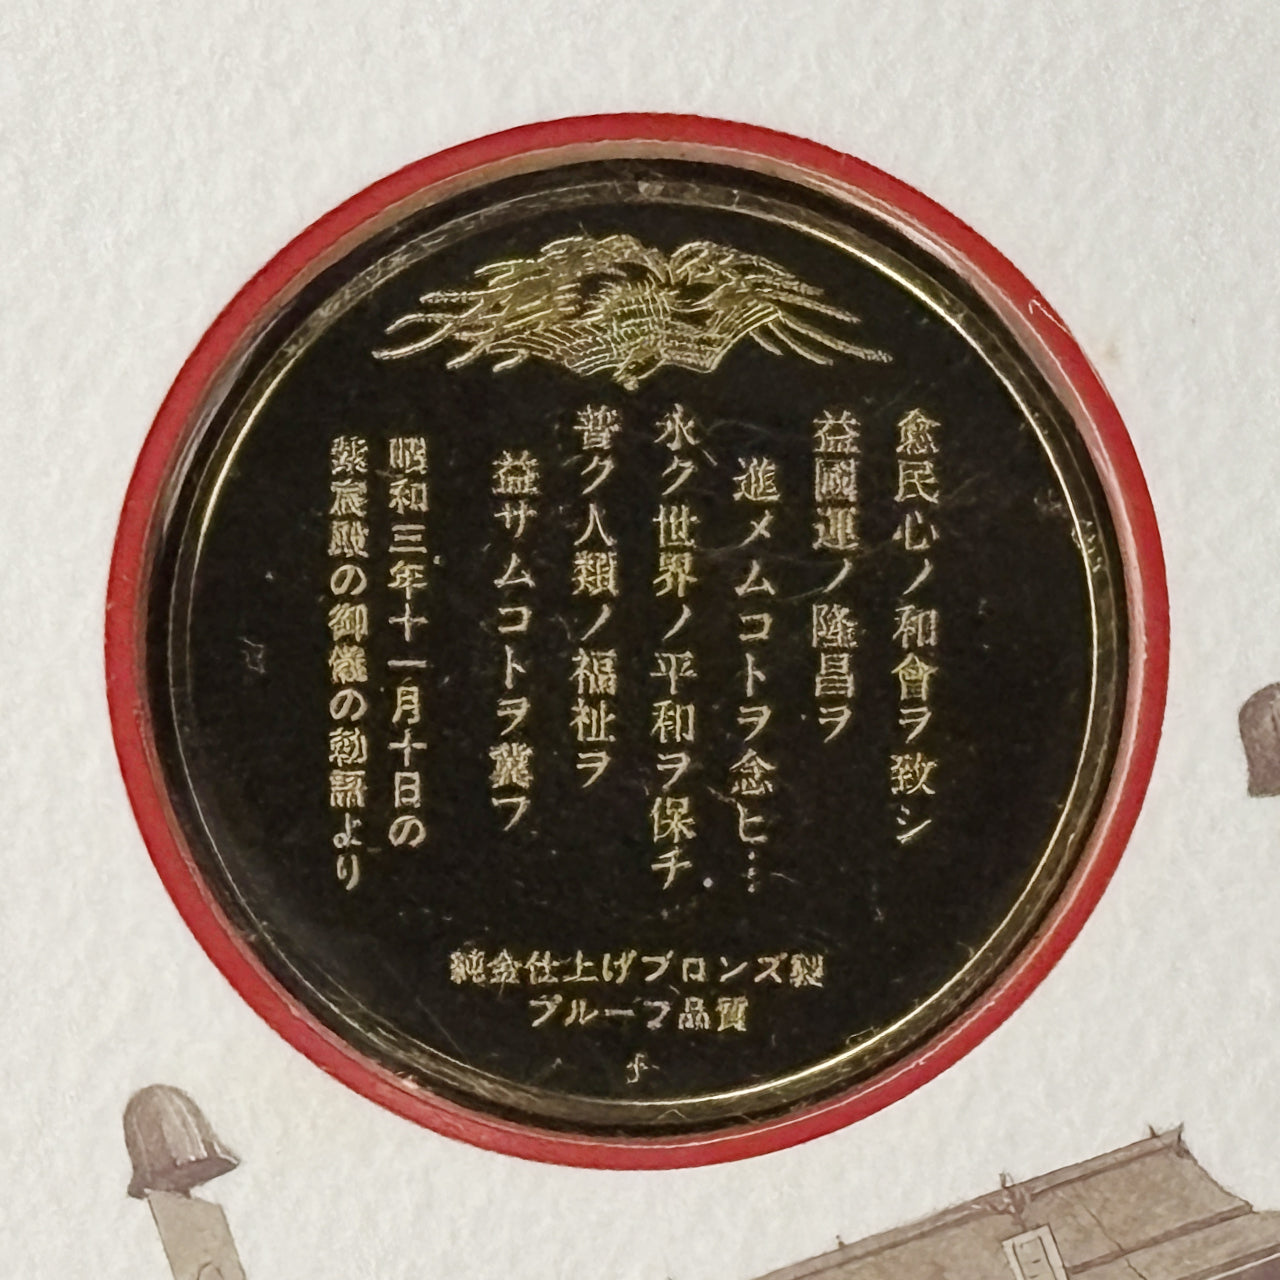 愈民心ノ和會ヲ致シ
益國運ノ隆昌ヲ
進メムコトヲ念ヒ…
永ク世界ノ平和ヲ保チ
普ク人類ノ福祉ヲ
益サムコトヲ冀フ
昭和三年十一月十日の
紫宸殿の御儀の勅語より
純金仕上げブロンズ製
プルーフ品質